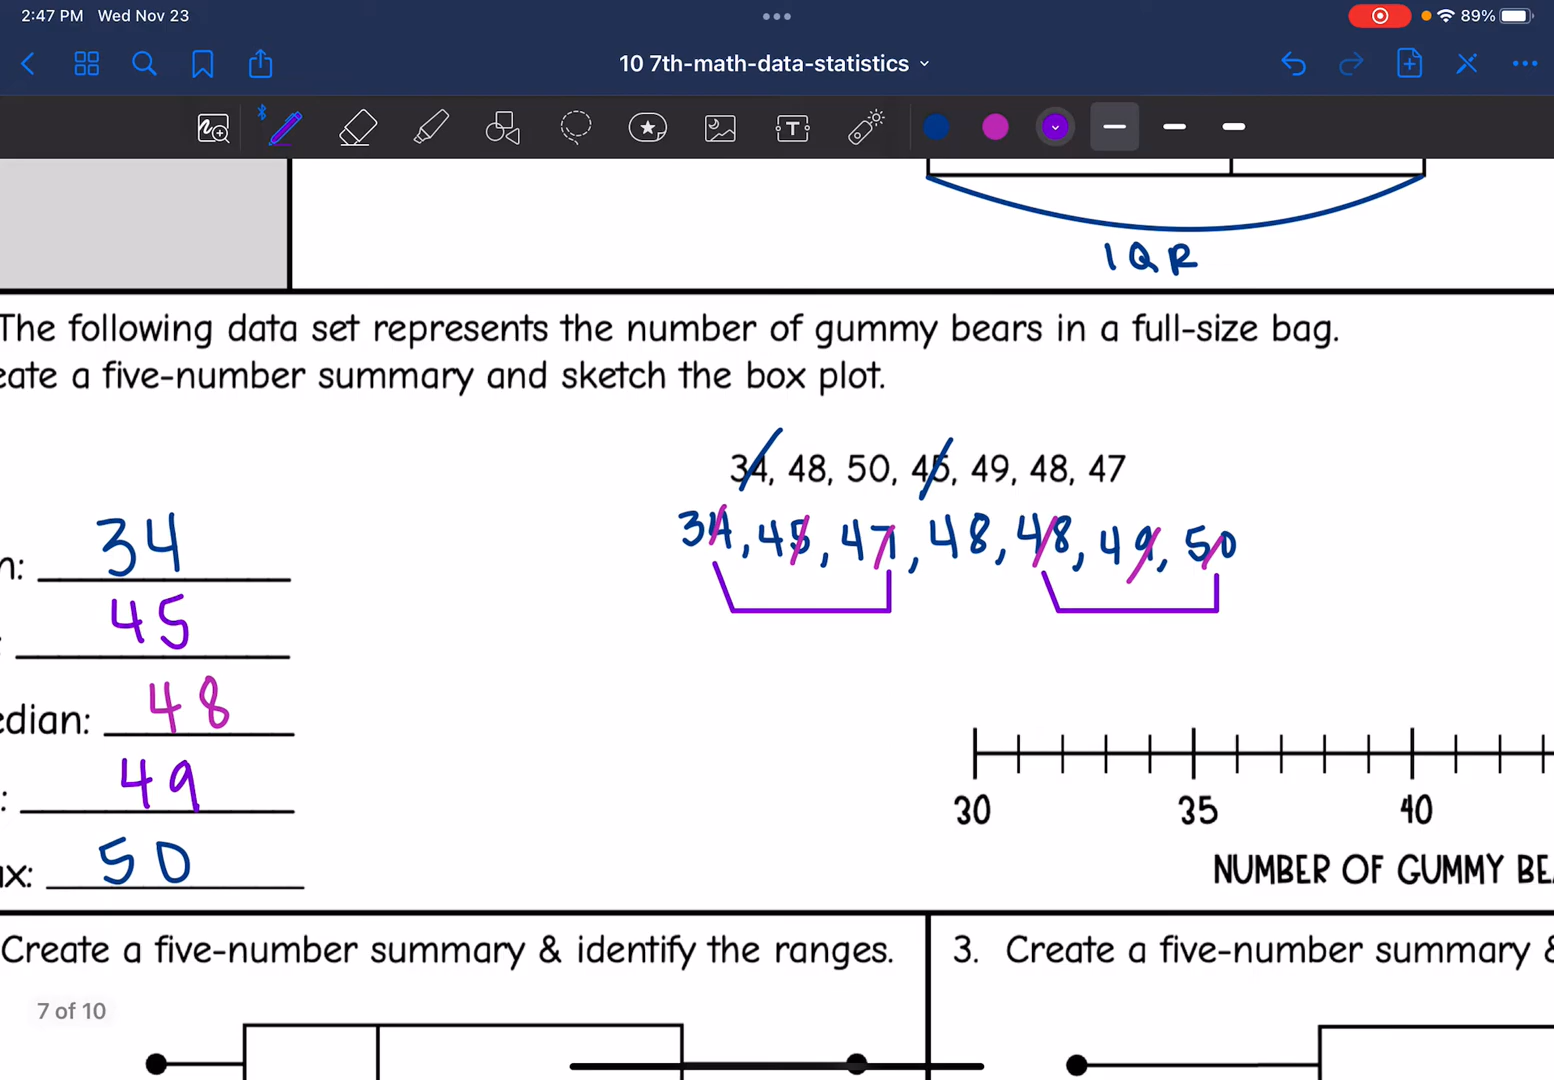 2:47 PM Wed Nov 23
89%
10 7th-math-data-statistics
T
IQR
The following data set represents the number of gummy bears in a full-size bag.
eate a five-number summary and sketch the box plot.
34, 48, 50, 45, 49, 48, 47
34, 45, 47, 48, 48, 49, 50
n: 34
: 45
edian: 48
: 49
ax: 50
30 35 40
NUMBER OF GUMMY BE
Create a five-number summary & identify the ranges.
3. Create a five-number summary &
7 of 10